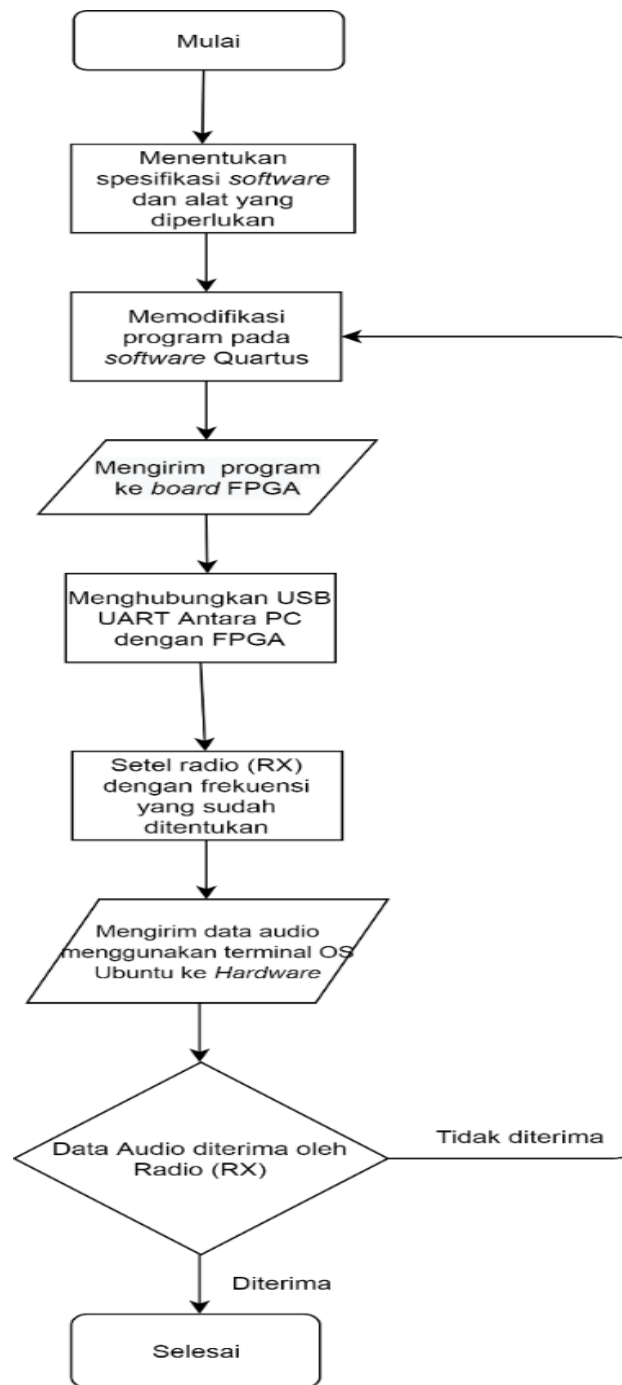 Mulai
Menentukan
spesifikasi software
dan alat yang
diperlukan
Memodifikasi
program pada
software Quartus
Mengirim program
ke board FPGA
Menghubungkan USB
UART Antara PC
dengan FPGA
Setel radio (RX)
dengan frekuensi
yang sudah
ditentukan
Mengirim data audio
menggunakan terminal OS
Ubuntu ke Hardware
Data Audio diterima oleh
Radio (RX)
Tidak diterima
Diterima
Selesai